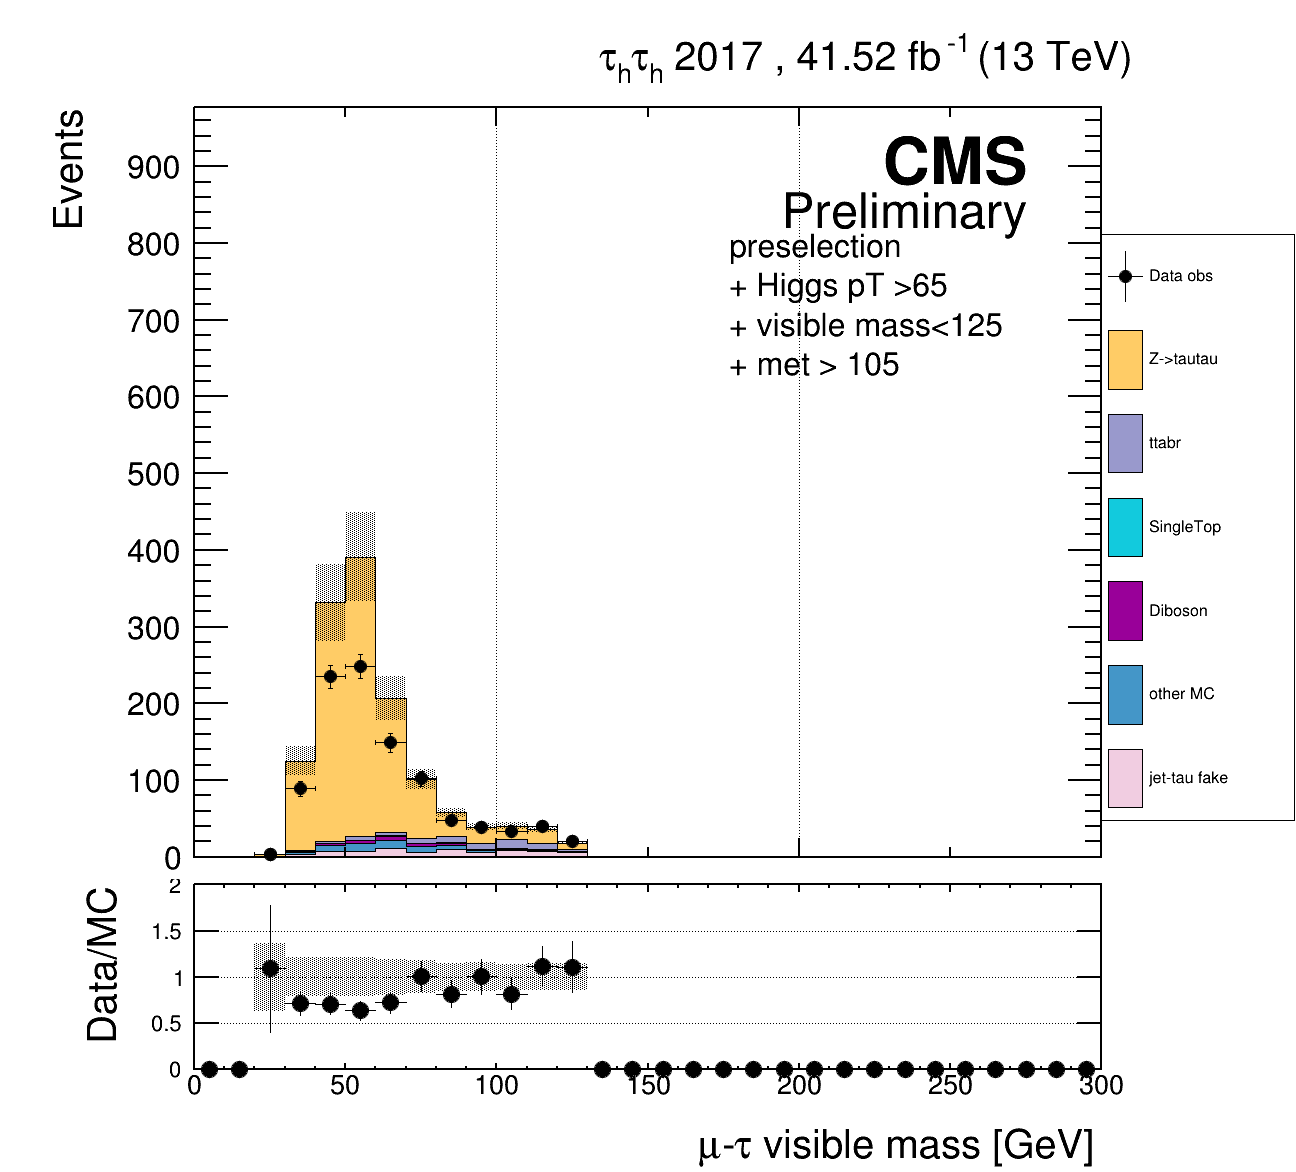 τhτh 2017 , 41.52 fb-1 (13 TeV)
Events
900
800
700
600
500
400
300
200
100
0
CMS
Preliminary
preselection
+ Higgs pT >65
+ visible mass<125
+ met > 105
Data obs
Z->tautau
ttabr
SingleTop
Diboson
other MC
jet-tau fake
Data/MC
2
1.5
1
0.5
0
0 50 100 150 200 250 300
μ-τ visible mass [GeV]